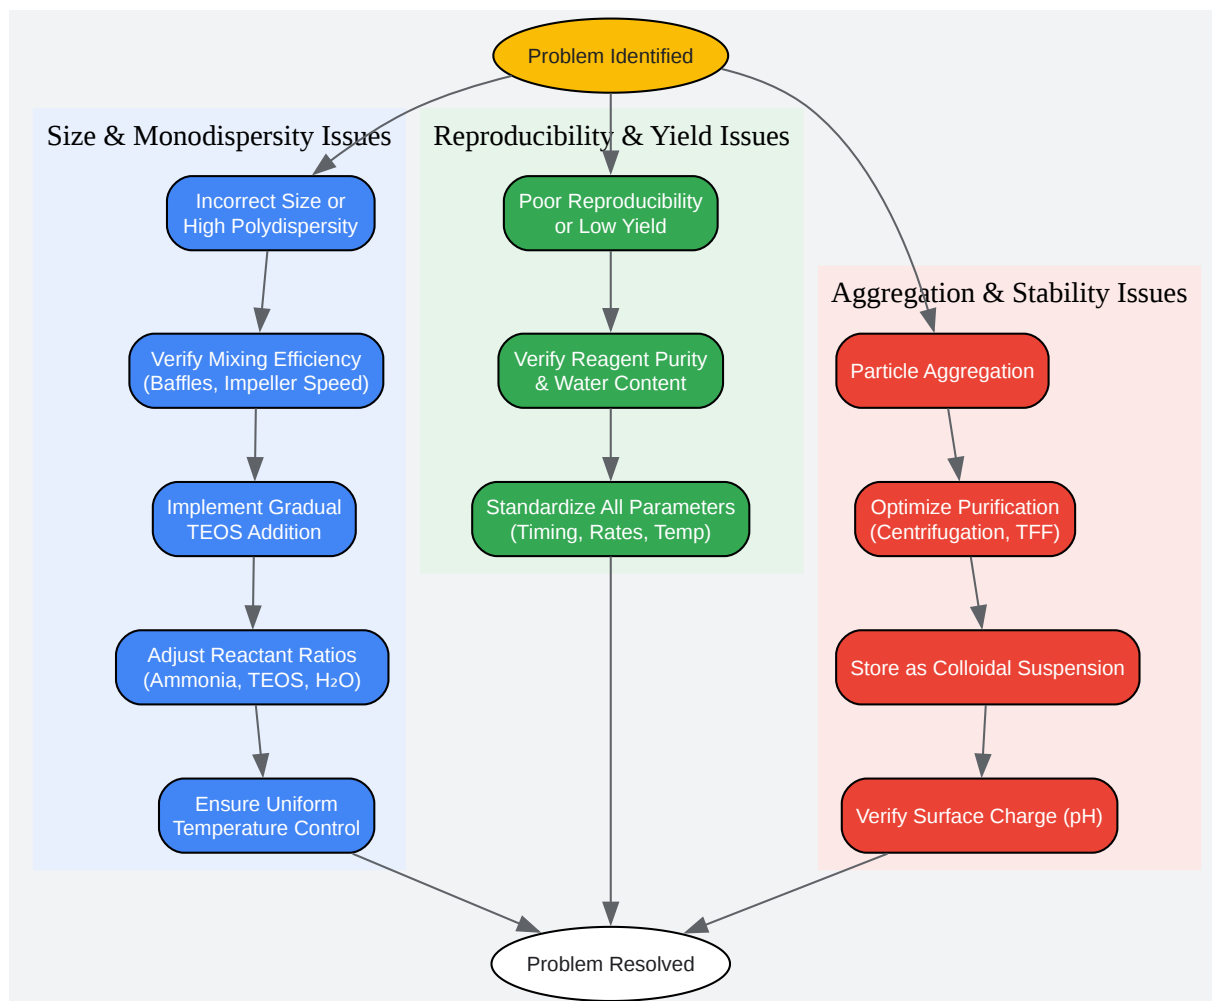 Problem Identified
Size & Monodispersity Issues
Incorrect Size or
High Polydispersity
Verify Mixing Efficiency
(Baffles, Impeller Speed)
Implement Gradual
TEOS Addition
Adjust Reactant Ratios
(Ammonia, TEOS, H₂O)
Ensure Uniform
Temperature Control
Reproducibility & Yield Issues
Poor Reproducibility
or Low Yield
Verify Reagent Purity
& Water Content
Standardize All Parameters
(Timing, Rates, Temp)
Aggregation & Stability Issues
Particle Aggregation
Optimize Purification
(Centrifugation, TFF)
Store as Colloidal Suspension
Verify Surface Charge (pH)
Problem Resolved